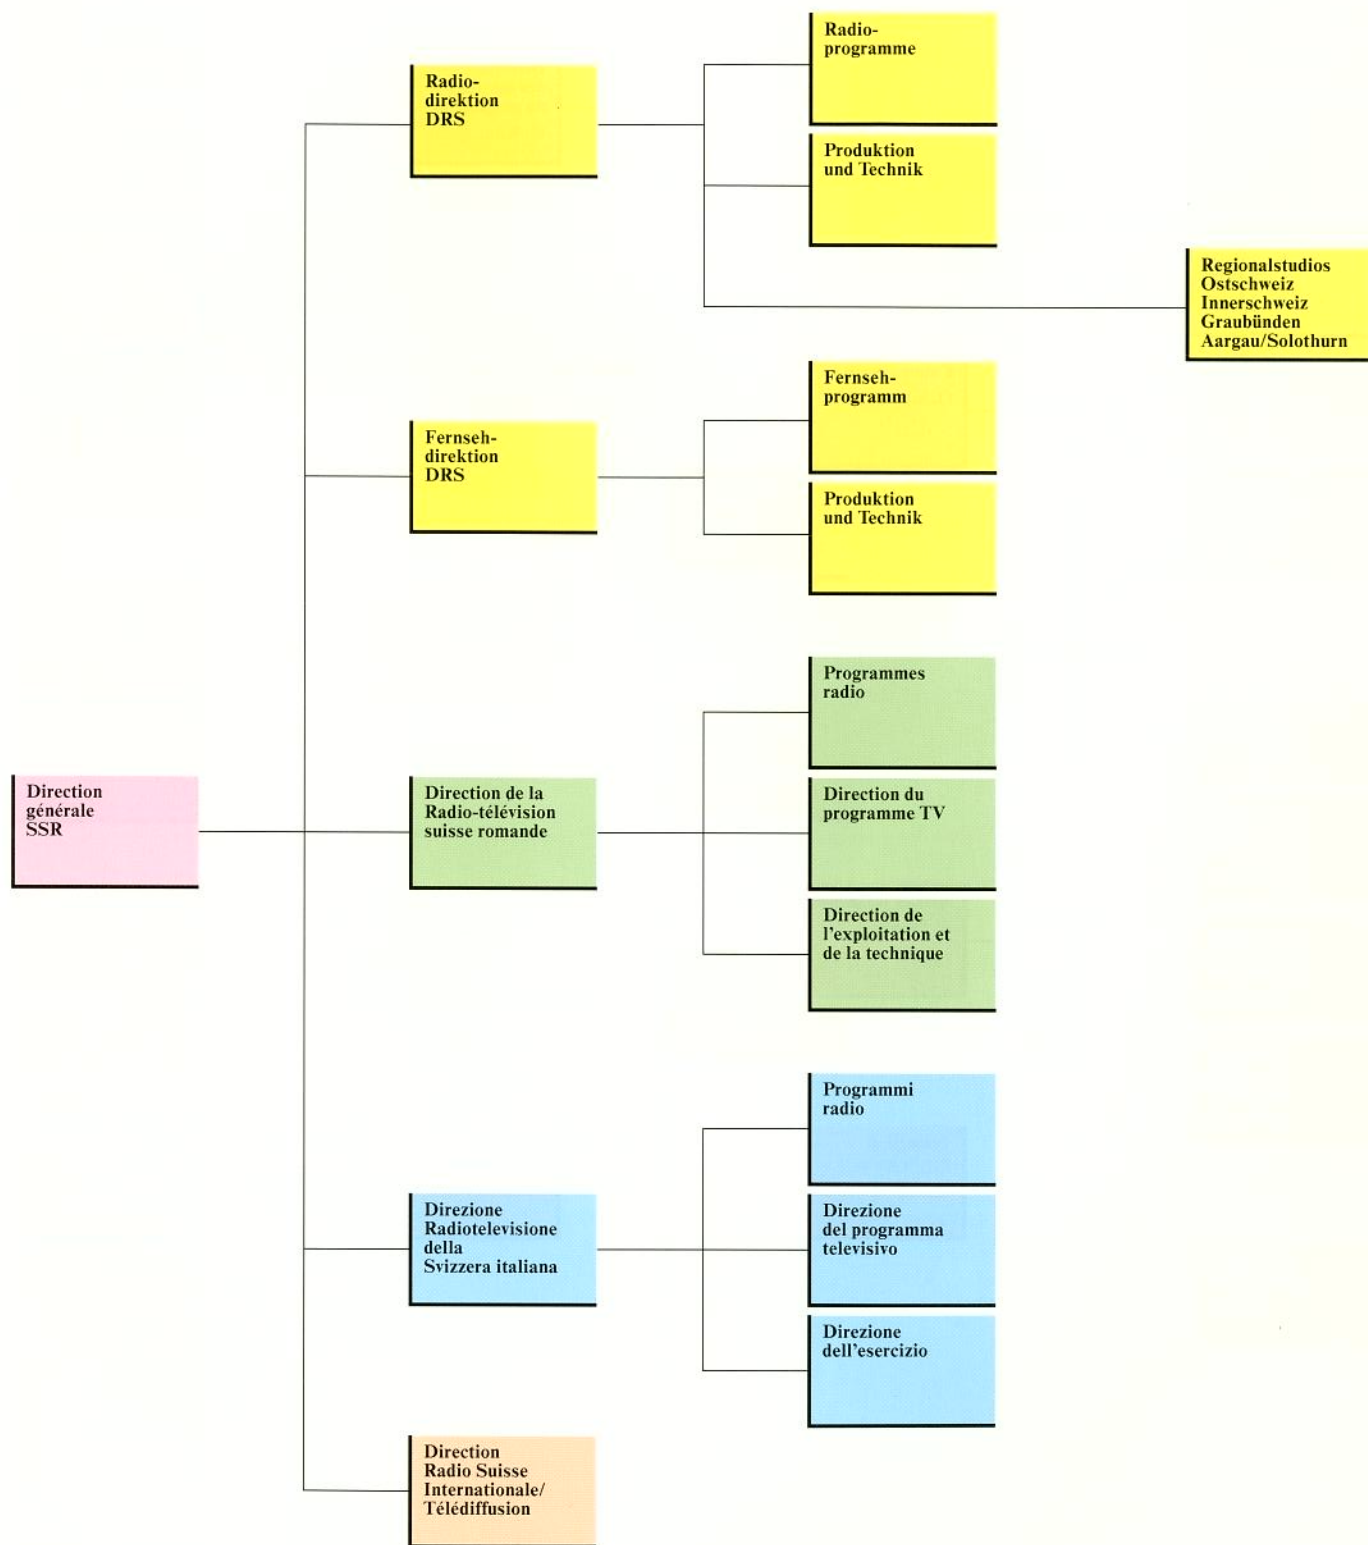 Direction
générale
SSR
Radio-
direktion
DRS
Radio-
programme
Produktion
und Technik
Regionalstudios
Ostschweiz
Innerschweiz
Graubünden
Aargau/Solothurn
Fernseh-
direktion
DRS
Fernseh-
programm
Produktion
und Technik
Direction de la
Radio-télévision
suisse romande
Programmes
radio
Direction du
programme TV
Direction de
l'exploitation et
de la technique
Direzione
Radiotelevisione
della
Svizzera italiana
Programmi
radio
Direzione
del programma
televisivo
Direzione
dell'esercizio
Direction
Radio Suisse
Internationale/
Télédiffusion